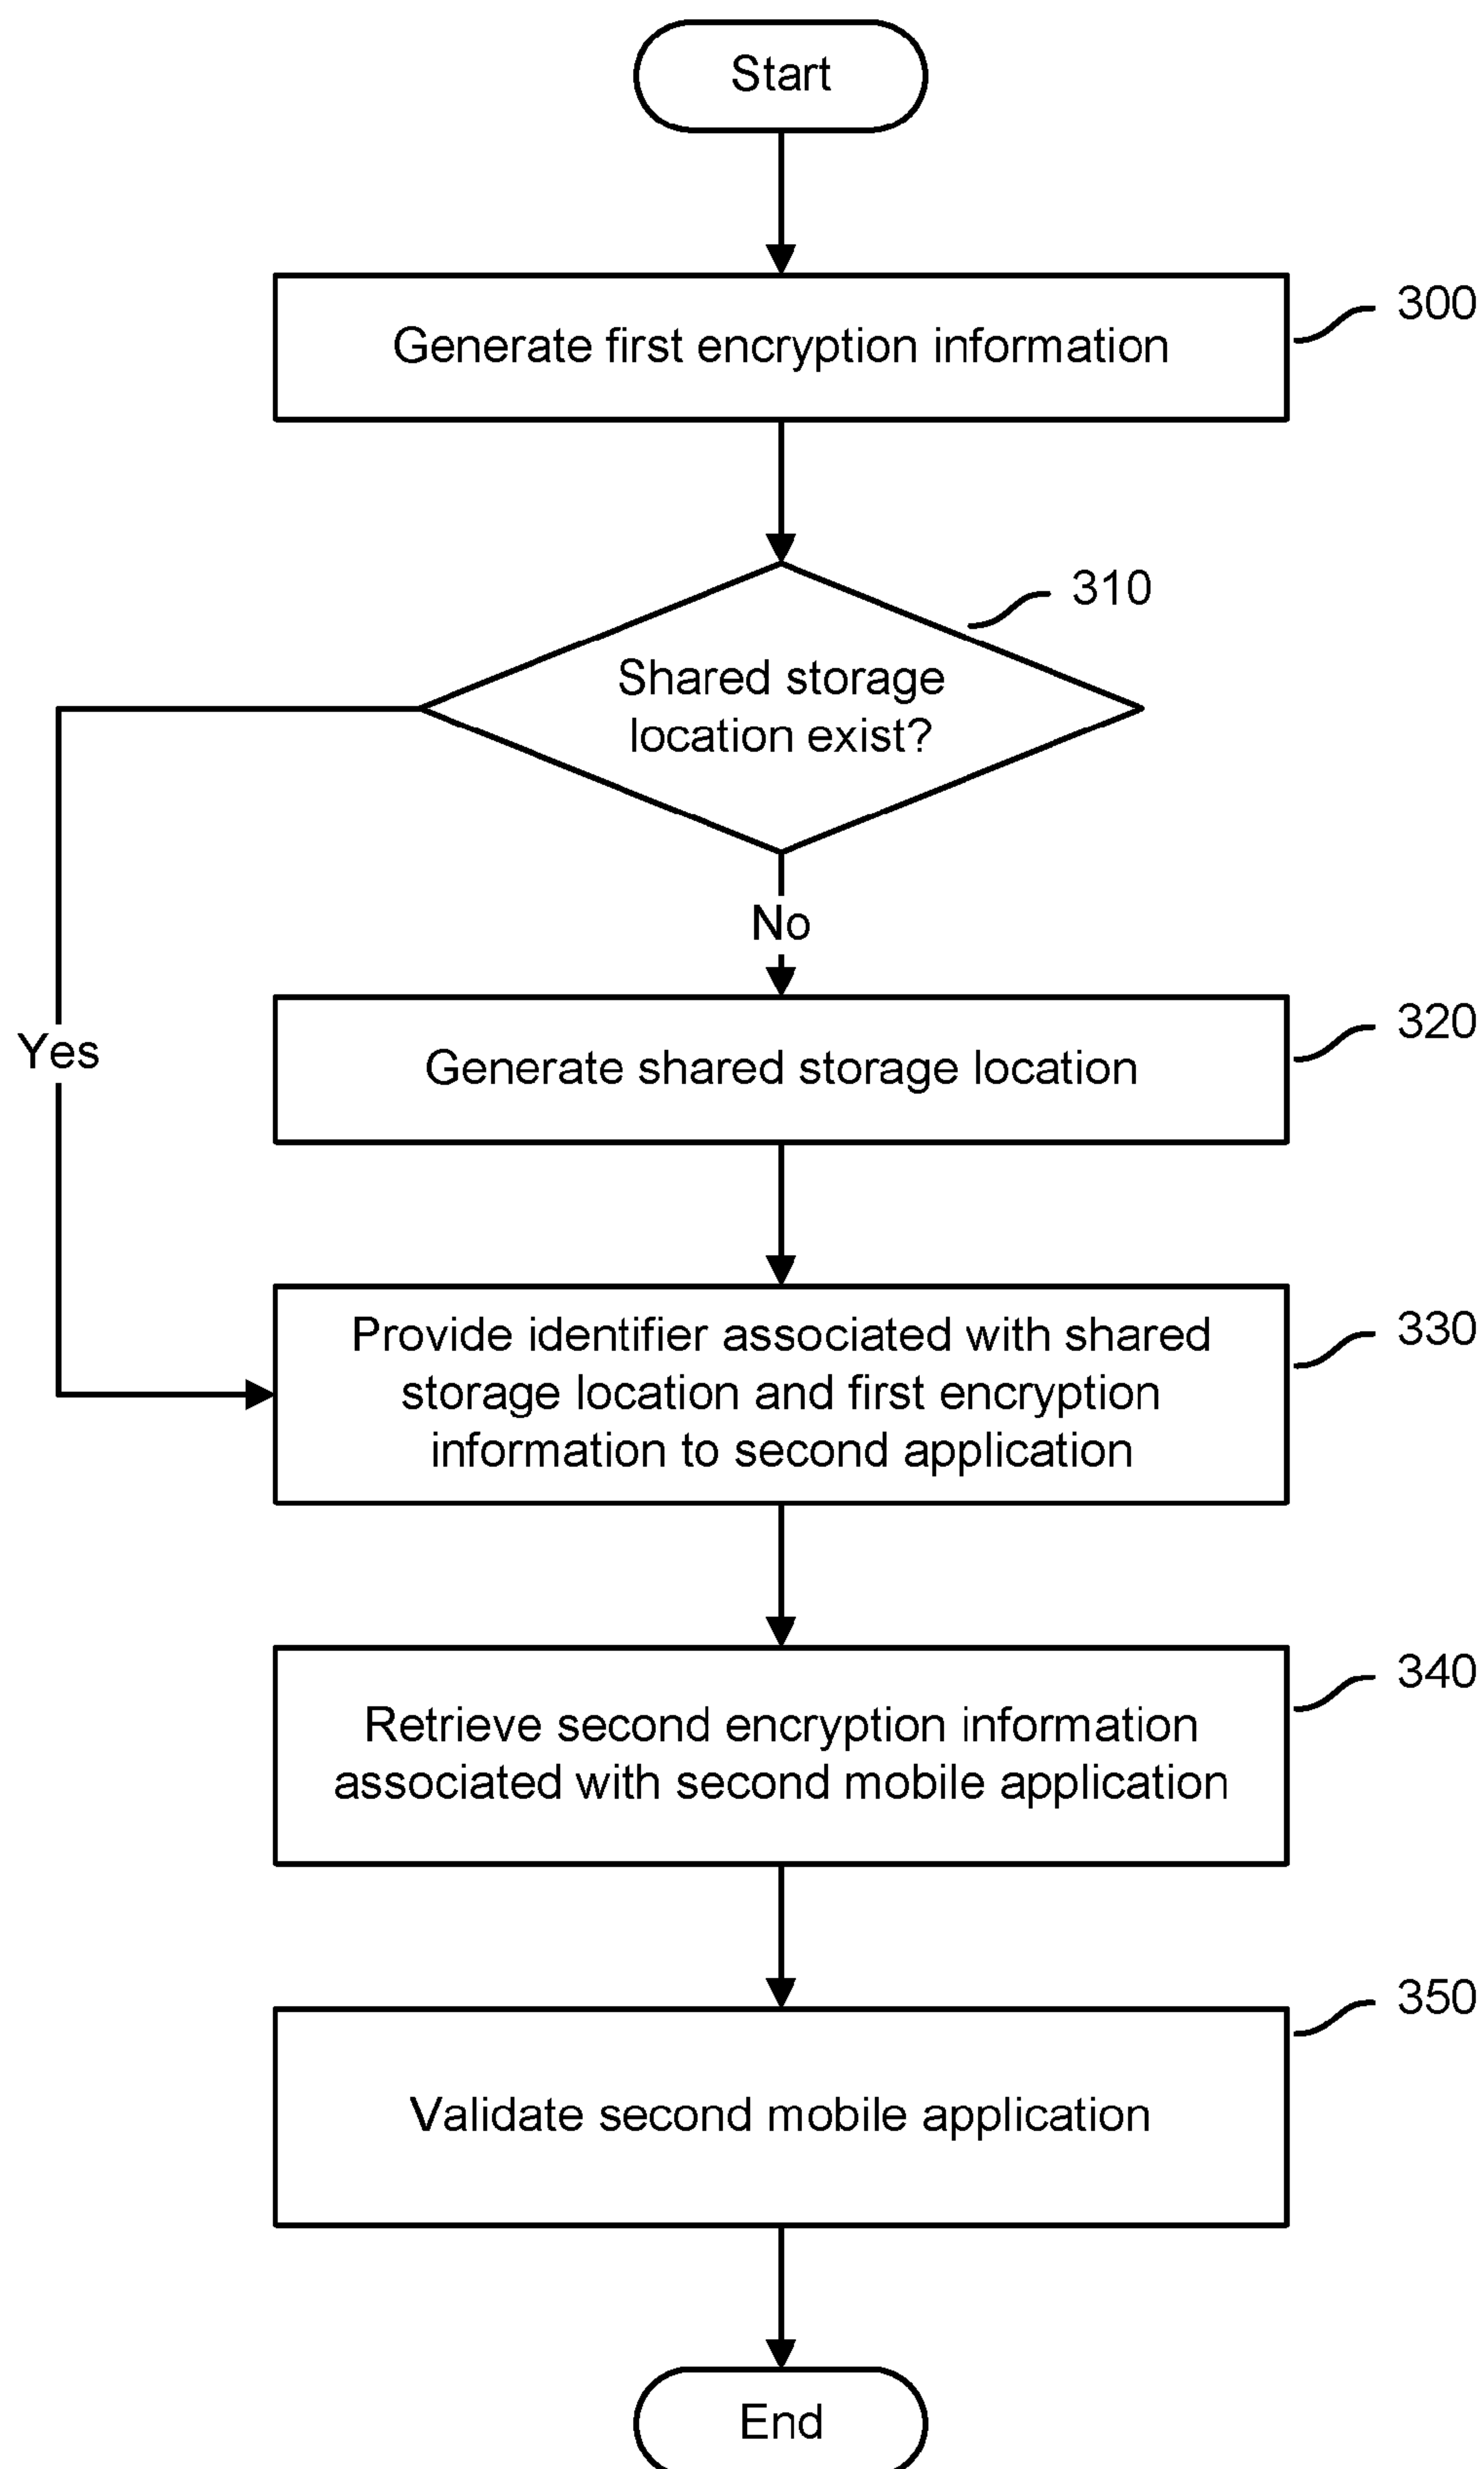 Start
Generate first encryption information
300
310
Shared storage
location exist?
No
Yes
Generate shared storage location
320
Provide identifier associated with shared
storage location and first encryption
information to second application
330
Retrieve second encryption information
associated with second mobile application
340
Validate second mobile application
350
End